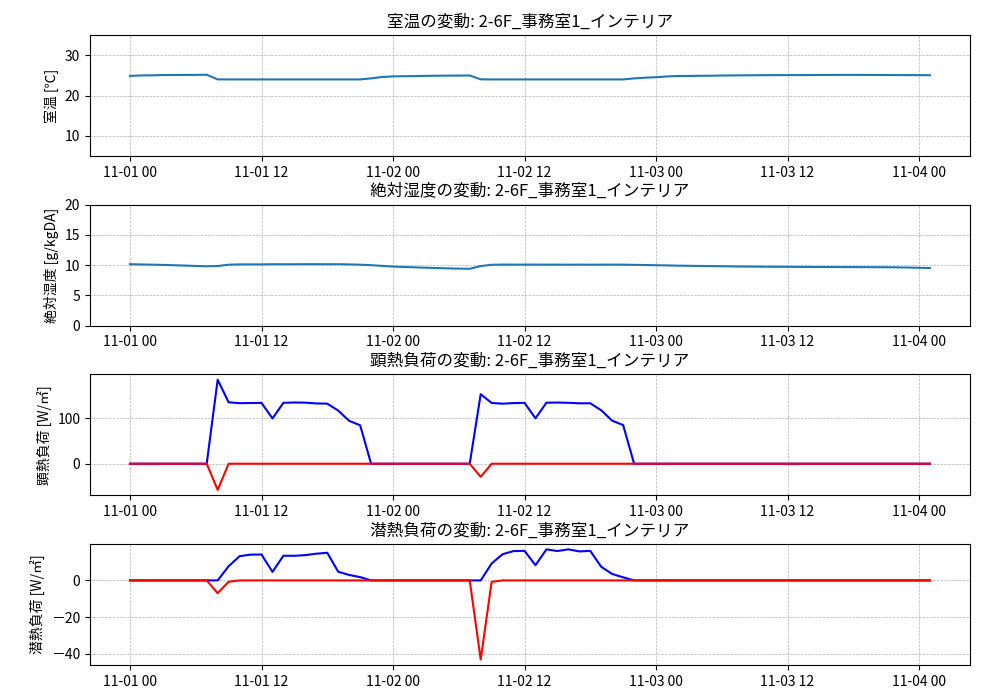 室温の変動: 2-6F_事務室1_インテリア
30
20
10
室温 [℃]
11-01 00 11-01 12 11-02 00 11-02 12 11-03 00 11-03 12 11-04 00
絶対湿度の変動: 2-6F_事務室1_インテリア
20
15
10
5
0
絶対湿度 [g/kgDA]
11-01 00 11-01 12 11-02 00 11-02 12 11-03 00 11-03 12 11-04 00
顕熱負荷の変動: 2-6F_事務室1_インテリア
100
0
顕熱負荷 [W/㎡]
11-01 00 11-01 12 11-02 00 11-02 12 11-03 00 11-03 12 11-04 00
潜熱負荷の変動: 2-6F_事務室1_インテリア
0
−20
−40
潜熱負荷 [W/㎡]
11-01 00 11-01 12 11-02 00 11-02 12 11-03 00 11-03 12 11-04 00